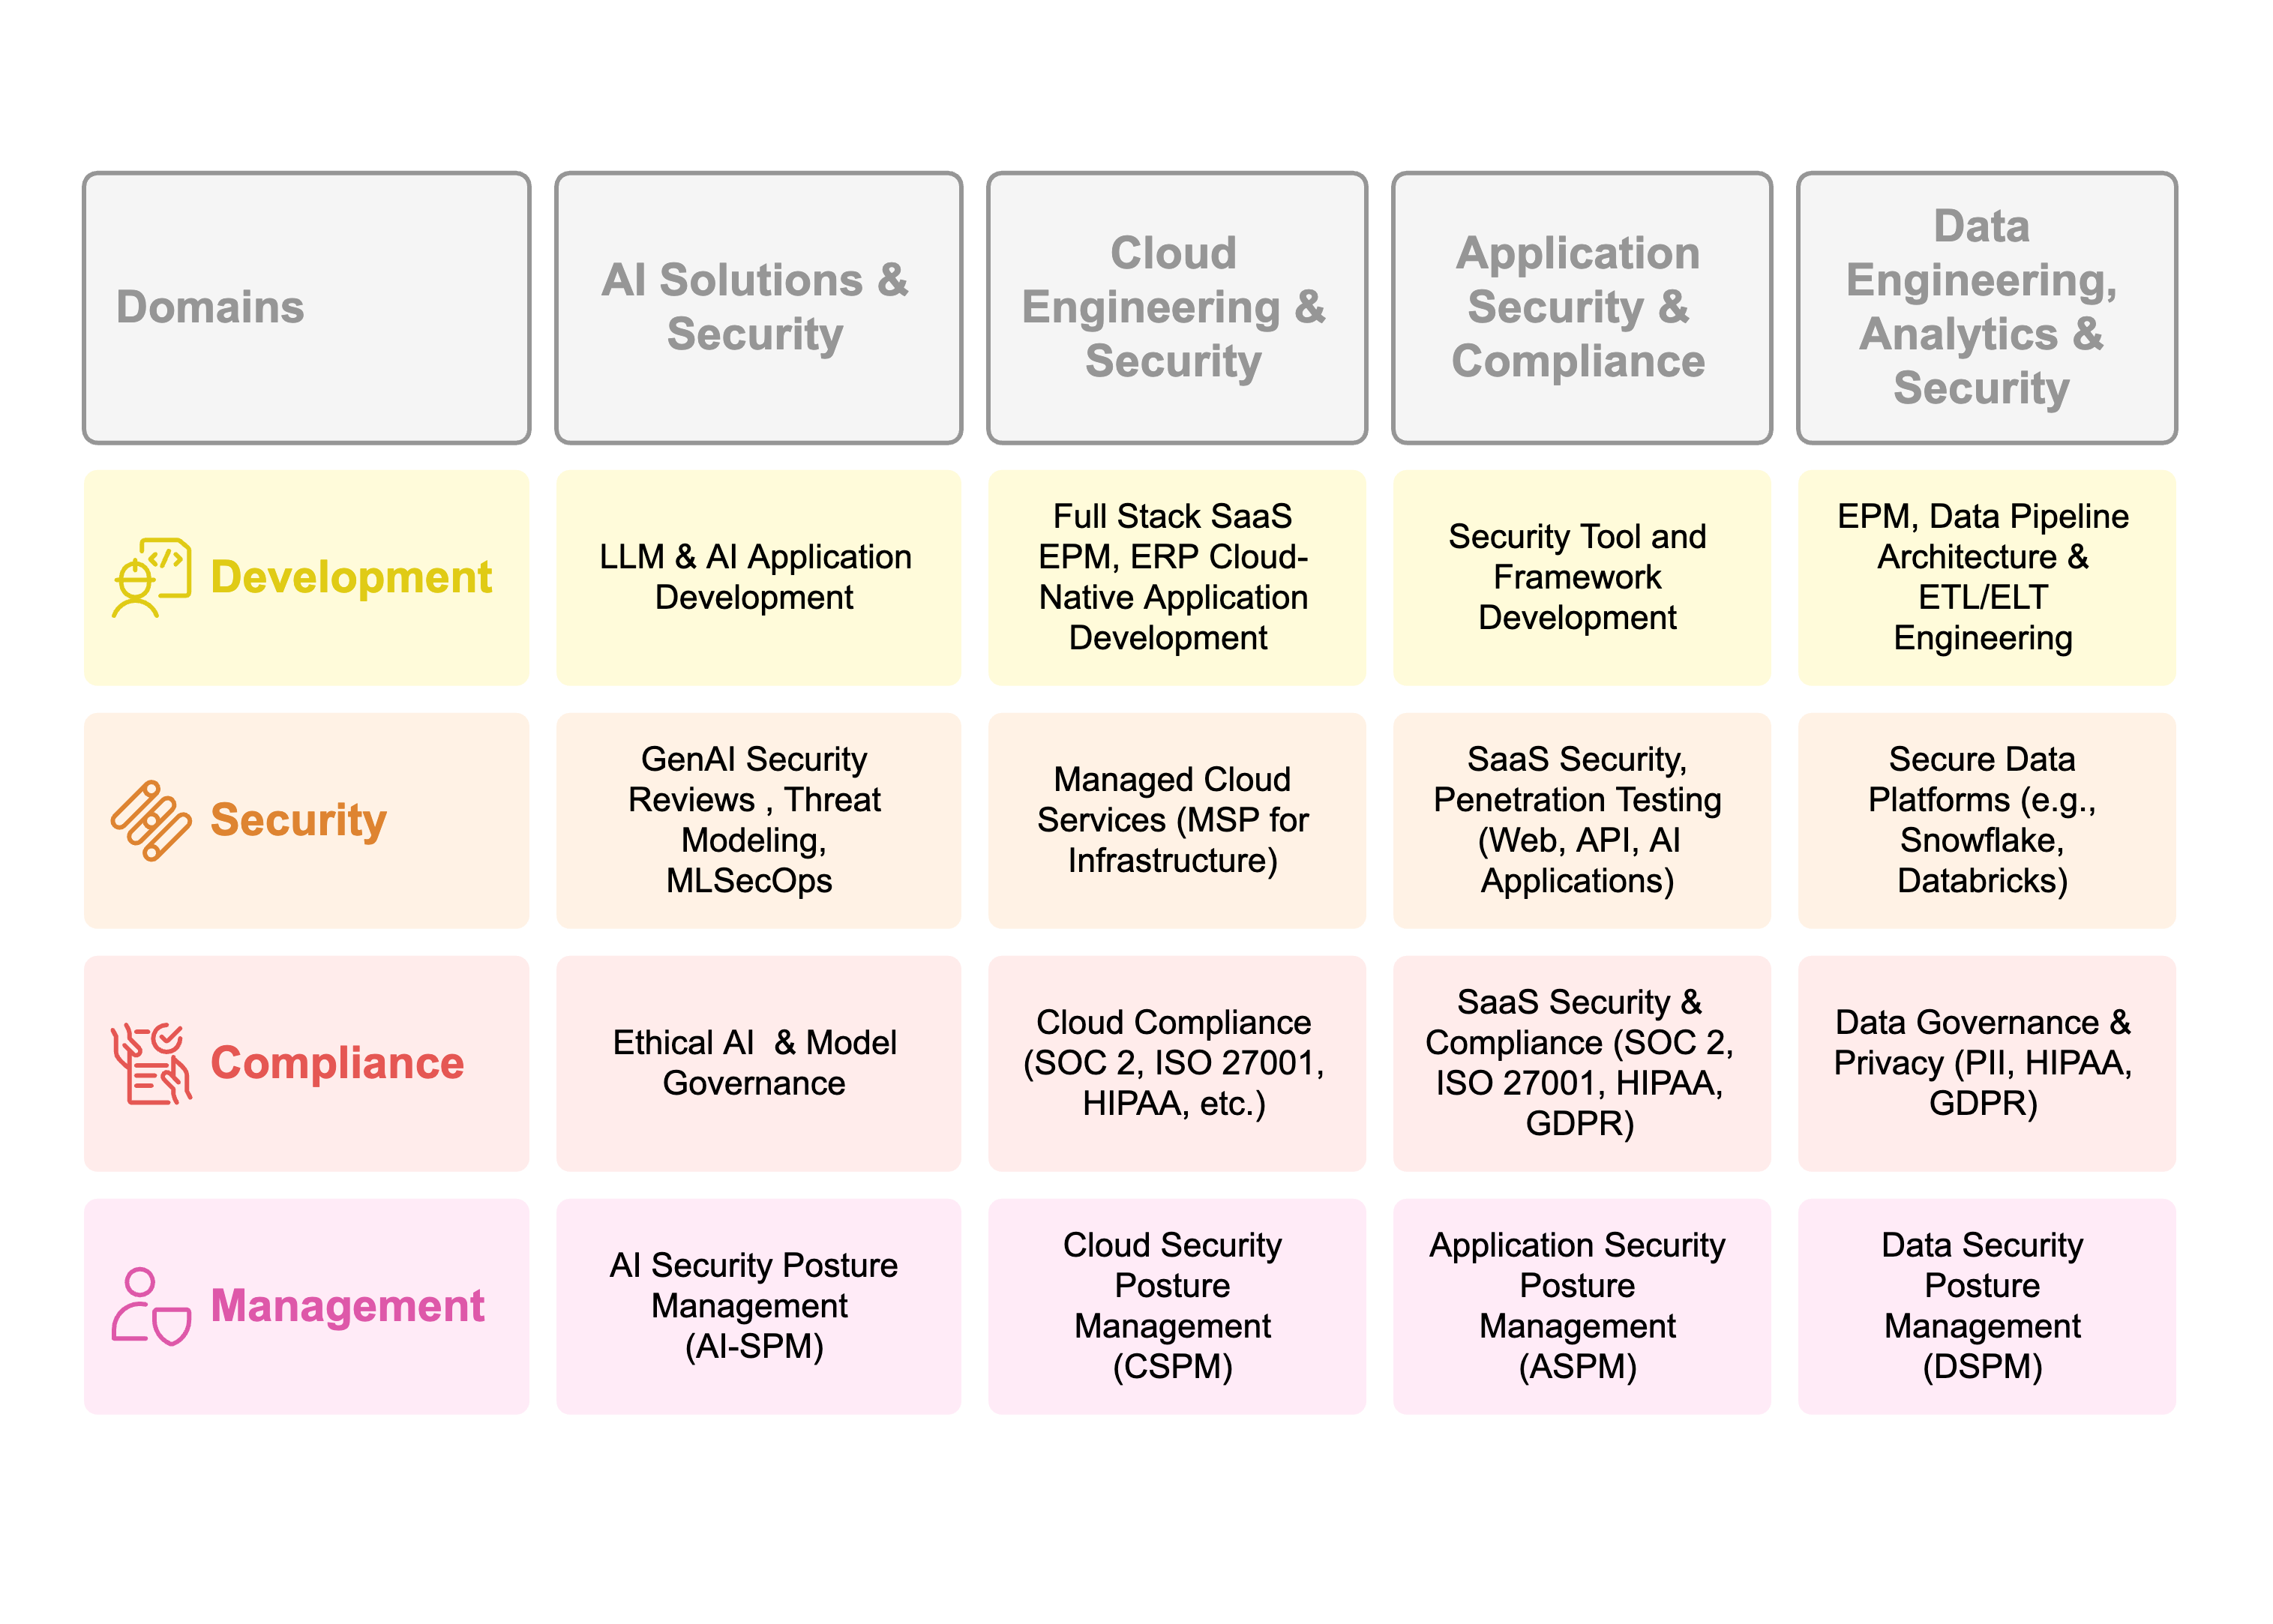 Domains
AI Solutions &
Security
Cloud
Engineering &
Security
Application
Security &
Compliance
Data
Engineering,
Analytics &
Security
Development
LLM & AI Application
Development
Full Stack SaaS
EPM, ERP Cloud-
Native Application
Development
Security Tool and
Framework
Development
EPM, Data Pipeline
Architecture &
ETL/ELT
Engineering
Security
GenAI Security
Reviews , Threat
Modeling,
MLSecOps
Managed Cloud
Services (MSP for
Infrastructure)
SaaS Security,
Penetration Testing
(Web, API, AI
Applications)
Secure Data
Platforms (e.g.,
Snowflake,
Databricks)
Compliance
Ethical AI  & Model
Governance
Cloud Compliance
(SOC 2, ISO 27001,
HIPAA, etc.)
SaaS Security &
Compliance (SOC 2,
ISO 27001, HIPAA,
GDPR)
Data Governance &
Privacy (PII, HIPAA,
GDPR)
Management
AI Security Posture
Management
(AI-SPM)
Cloud Security
Posture
Management
(CSPM)
Application Security
Posture
Management
(ASPM)
Data Security
Posture
Management
(DSPM)